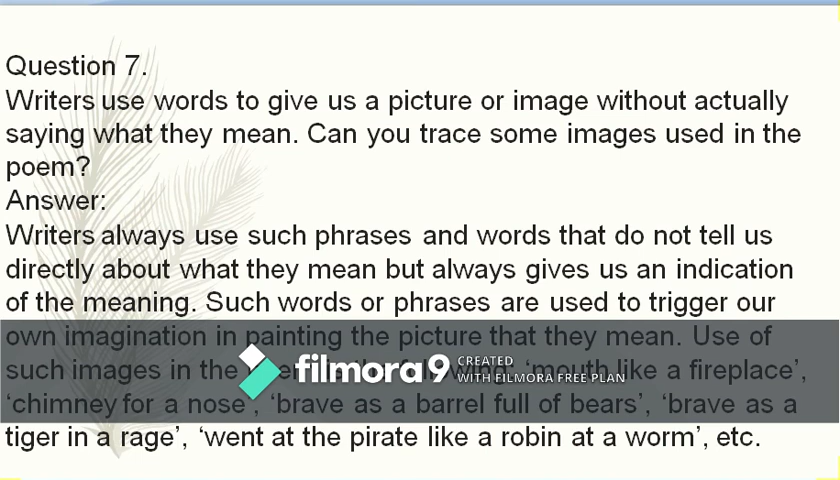 Question 7.
Writers use words to give us a picture or image without actually
saying what they mean. Can you trace some images used in the
poem?
Answer:
Writers always use such phrases and words that do not tell us
directly about what they mean but always gives us an indication
of the meaning. Such words or phrases are used to trigger our
own imagination in painting the picture that they mean. Use of
such images in the ‘mouth like a fireplace’,
filmora9 CREATED
WITH FILMORA FREE PLAN
‘chimney for a nose’, ‘brave as a barrel full of bears’, ‘brave as a
tiger in a rage’, ‘went at the pirate like a robin at a worm’, etc.